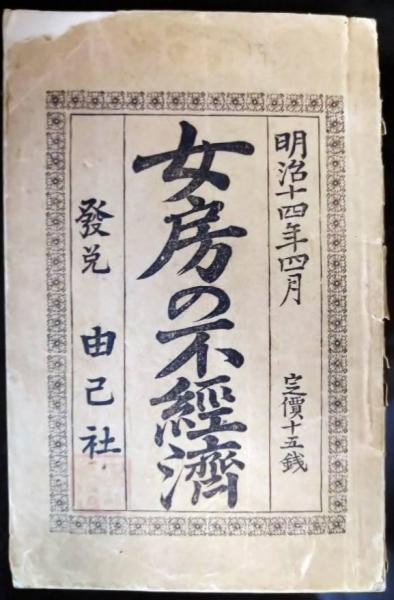 明治十四年四月
定價十五銭
女房の不經濟
發兌 由己社